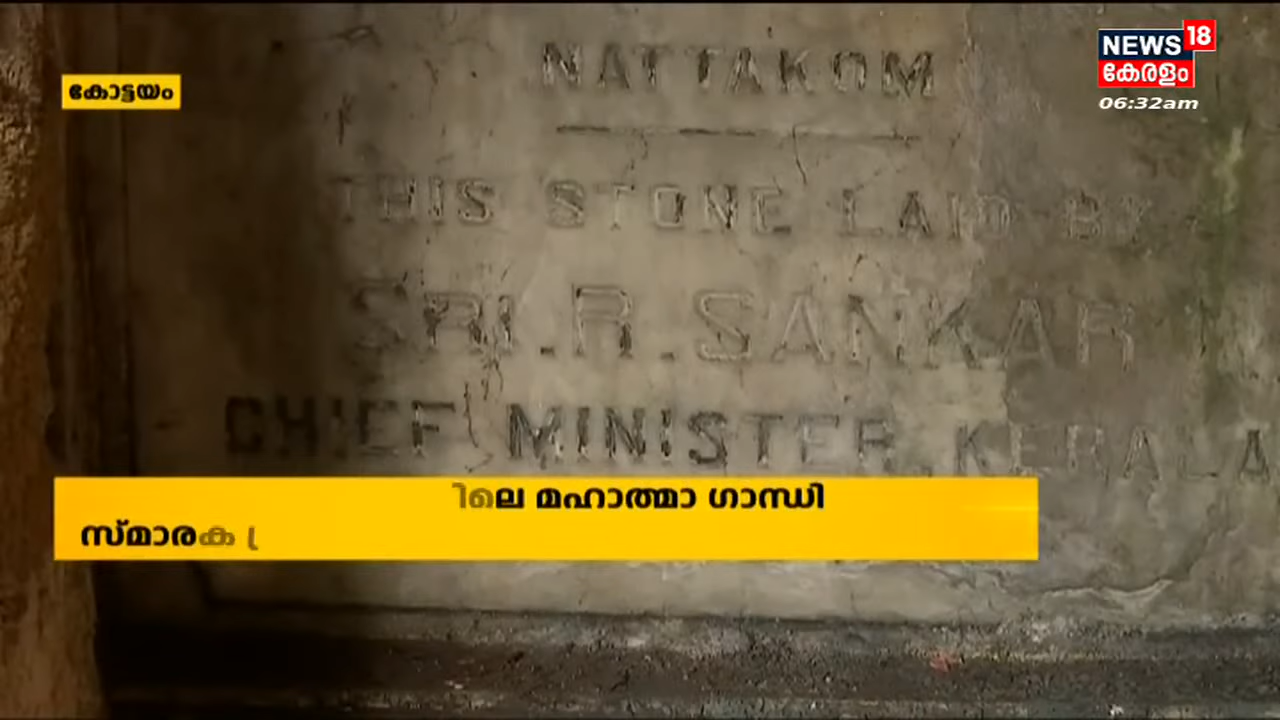 NEWS 18
കേരളം
06:32am
കോട്ടയം
NATTAKOM
THIS STONE LAID BY
SRI.R.SANKAR
CHIEF MINISTER, KERALA
മഹാത്മാ ഗാന്ധി
സ്മാരക